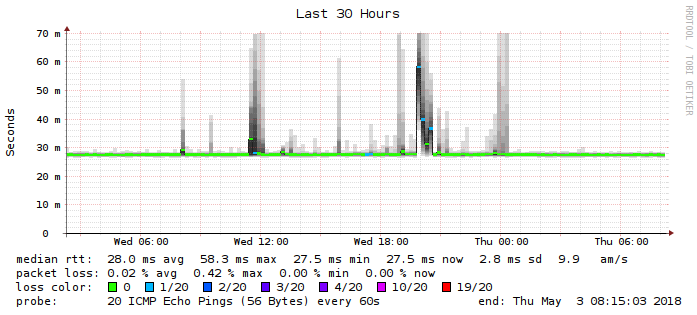 Last 30 Hours
RRDTOOL / TOBI OETIKER
Seconds
70 m
60 m
50 m
40 m
30 m
20 m
10 m
0
Wed 06:00 Wed 12:00 Wed 18:00 Thu 00:00 Thu 06:00
median rtt: 28.0 ms avg 58.3 ms max 27.5 ms min 27.5 ms now 2.8 ms sd 9.9 am/s
packet loss: 0.02 % avg 0.42 % max 0.00 % min 0.00 % now
loss color: 0 1/20 2/20 3/20 4/20 10/20 19/20
probe: 20 ICMP Echo Pings (56 Bytes) every 60s end: Thu May 3 08:15:03 2018